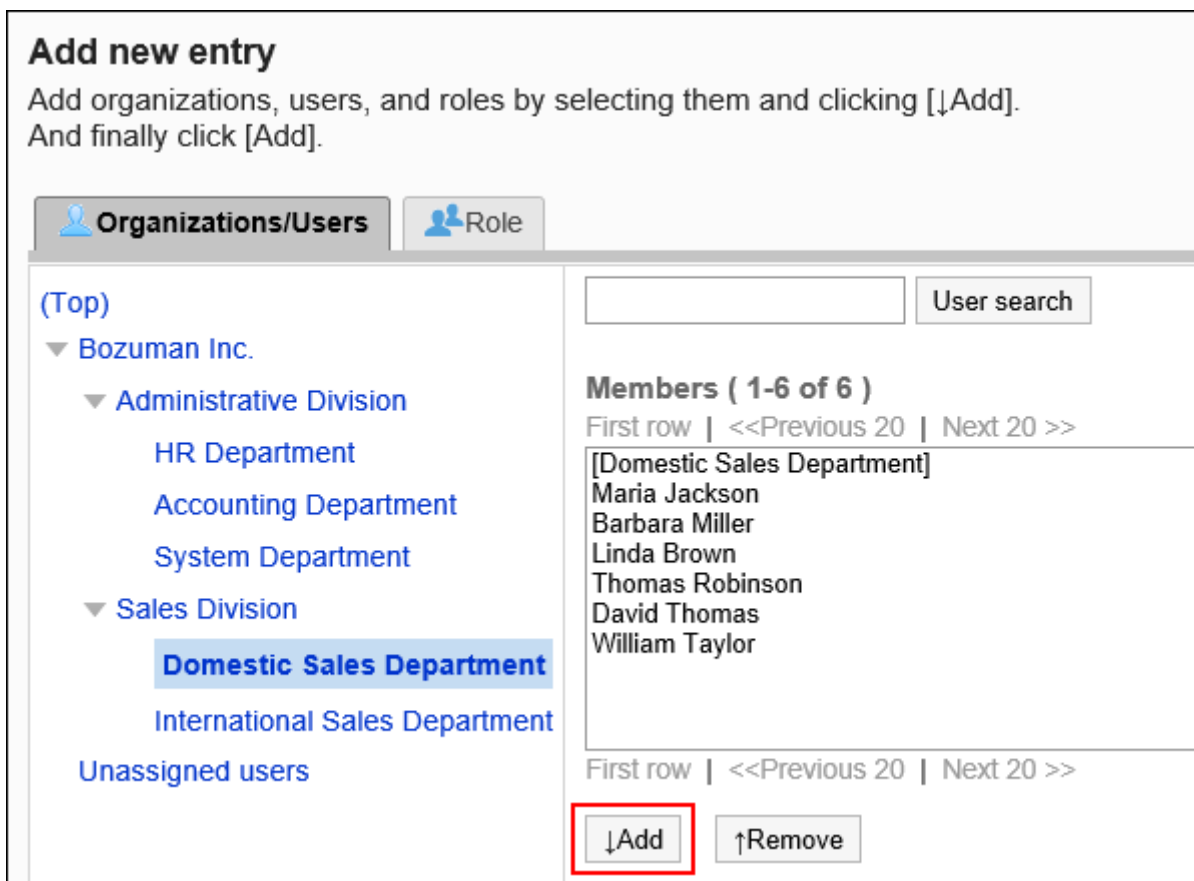 Add new entry
Add organizations, users, and roles by selecting them and clicking [↓Add].
And finally click [Add].
Organizations/Users
Role
(Top)
Bozuman Inc.
Administrative Division
HR Department
Accounting Department
System Department
Sales Division
Domestic Sales Department
International Sales Department
Unassigned users
User search
Members ( 1-6 of 6 )
First row | <<Previous 20 | Next 20 >>
[Domestic Sales Department]
Maria Jackson
Barbara Miller
Linda Brown
Thomas Robinson
David Thomas
William Taylor
First row | <<Previous 20 | Next 20 >>
↓Add
↑Remove